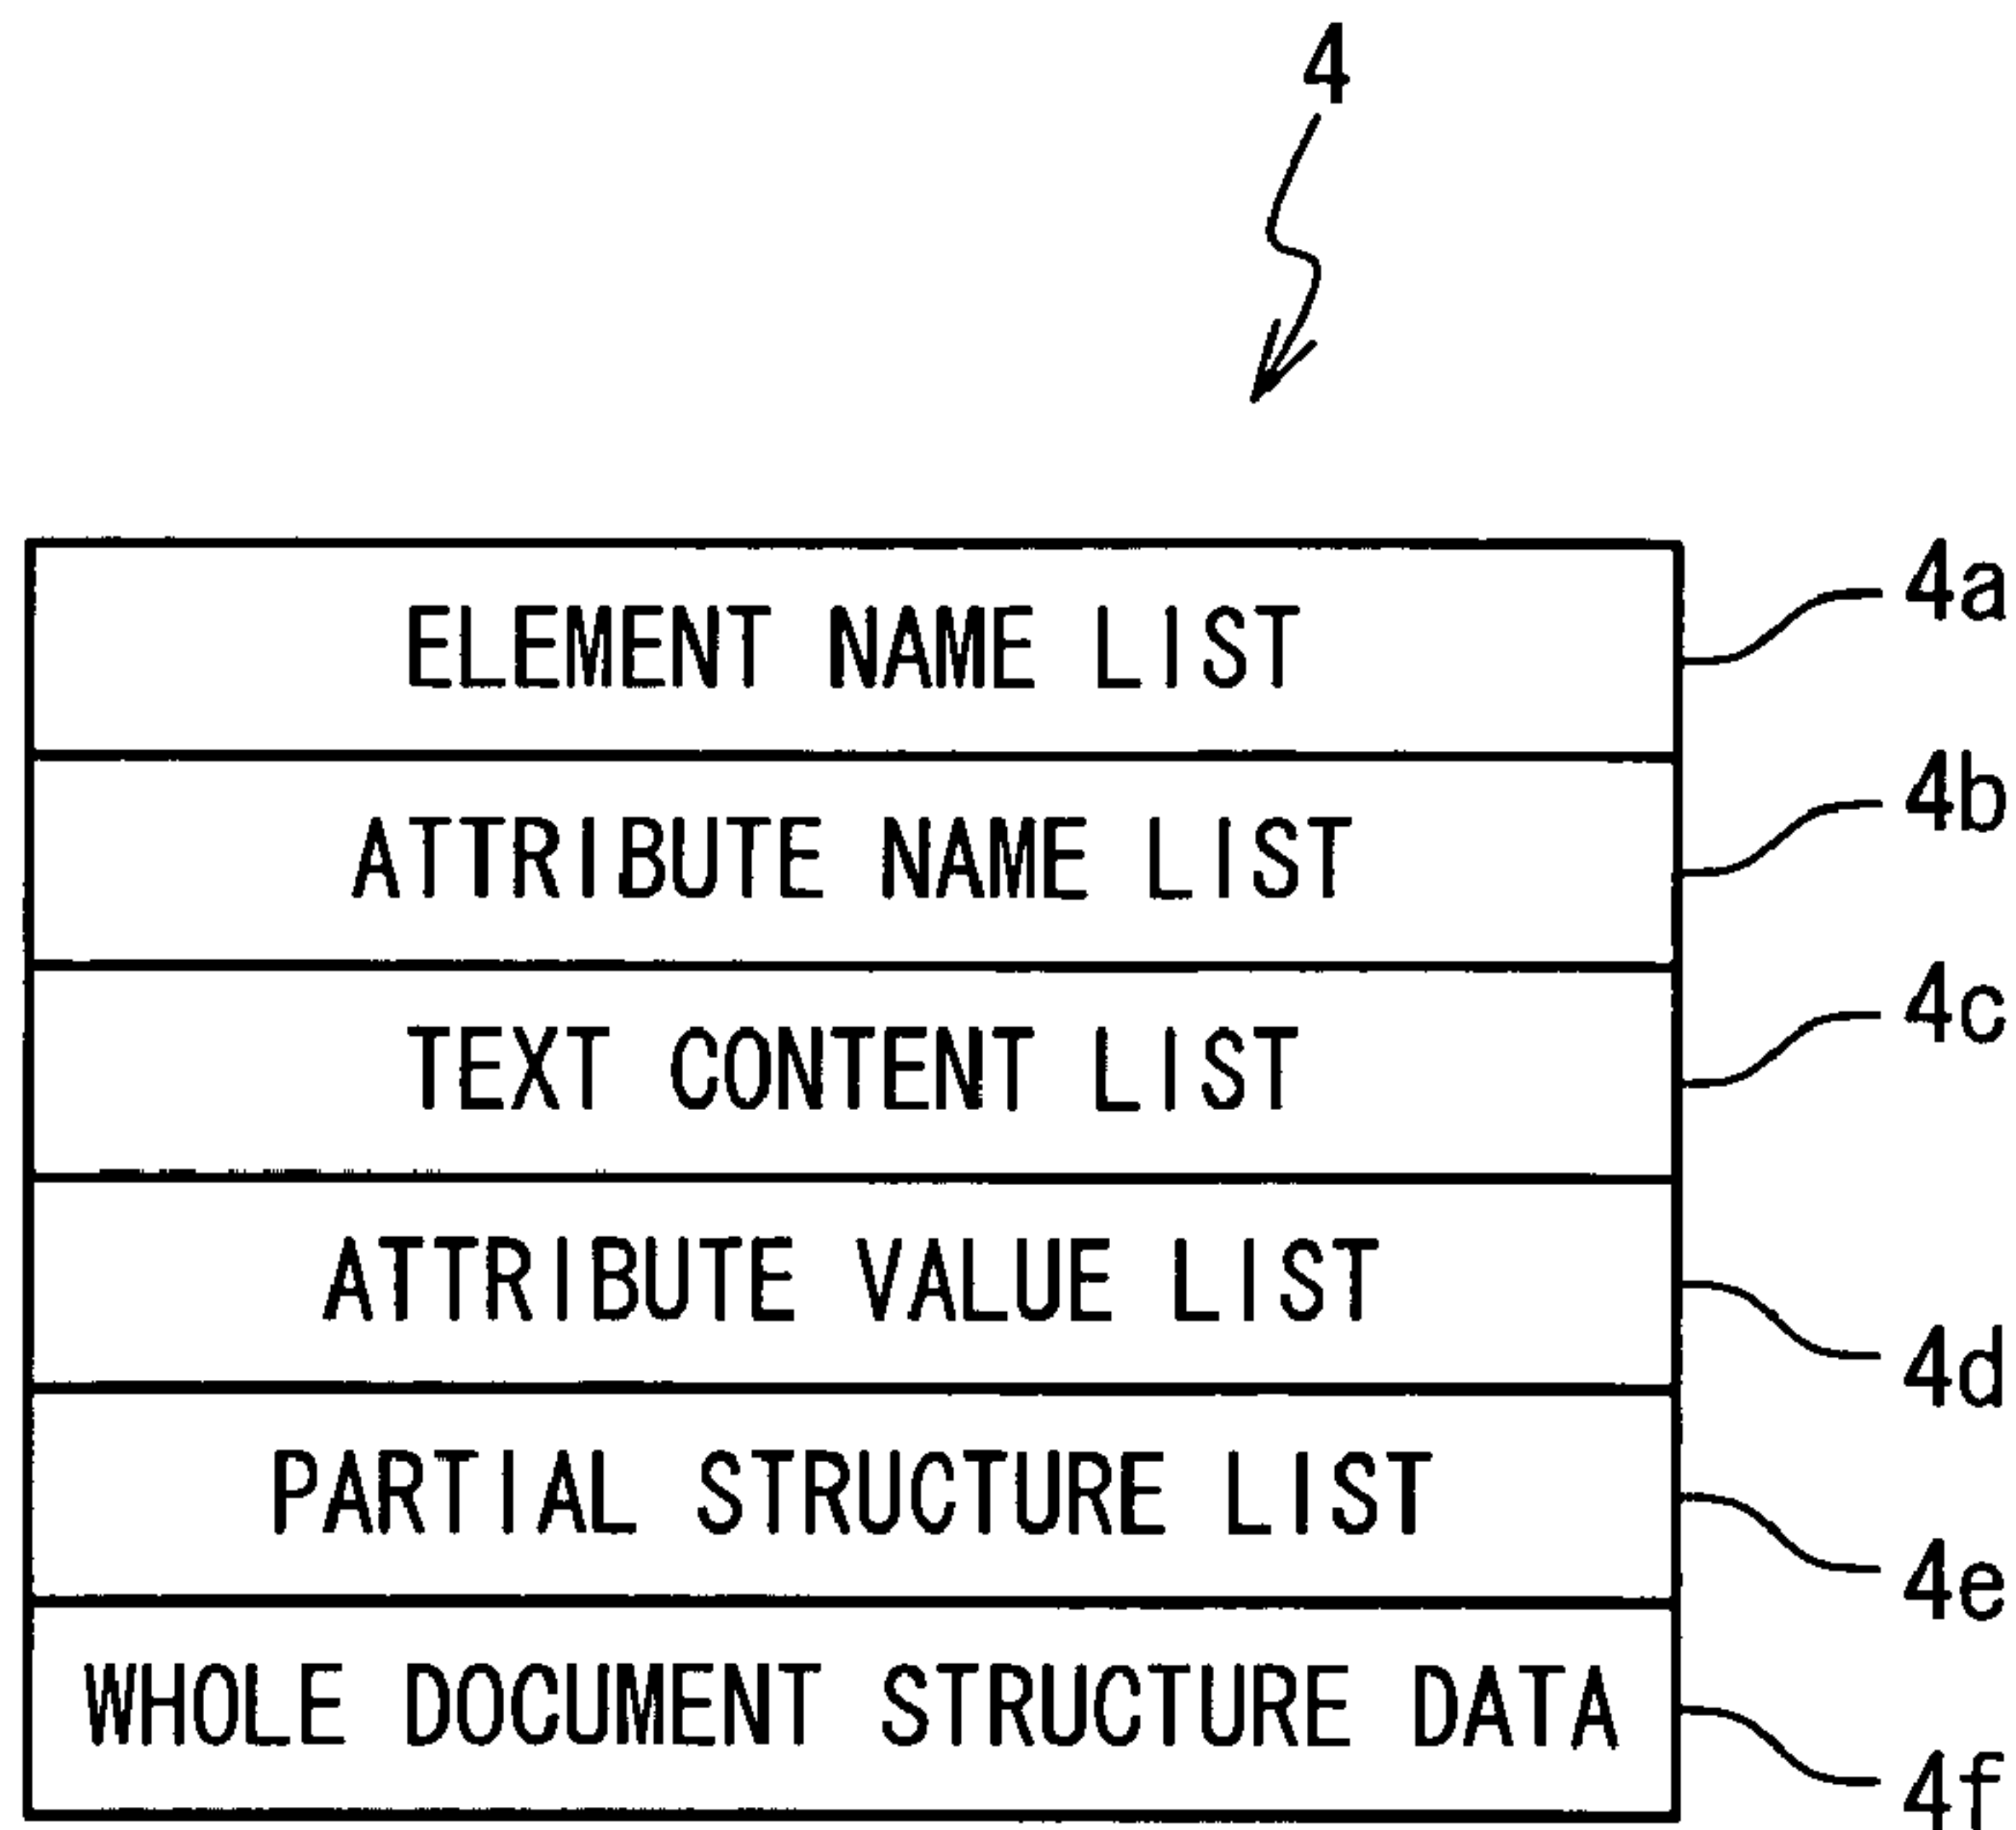 4
ELEMENT NAME LIST 4a
ATTRIBUTE NAME LIST 4b
TEXT CONTENT LIST 4c
ATTRIBUTE VALUE LIST 4d
PARTIAL STRUCTURE LIST 4e
WHOLE DOCUMENT STRUCTURE DATA 4f